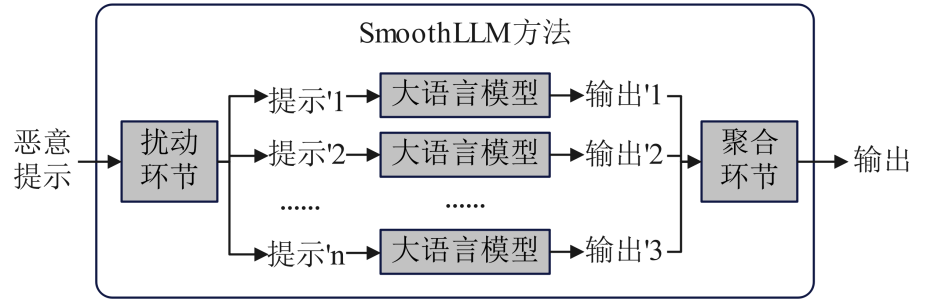 SmoothLLM方法
恶意
提示
扰动
环节
提示'1
大语言模型
输出'1
提示'2
大语言模型
输出'2
......
......
提示'n
大语言模型
输出'3
聚合
环节
输出